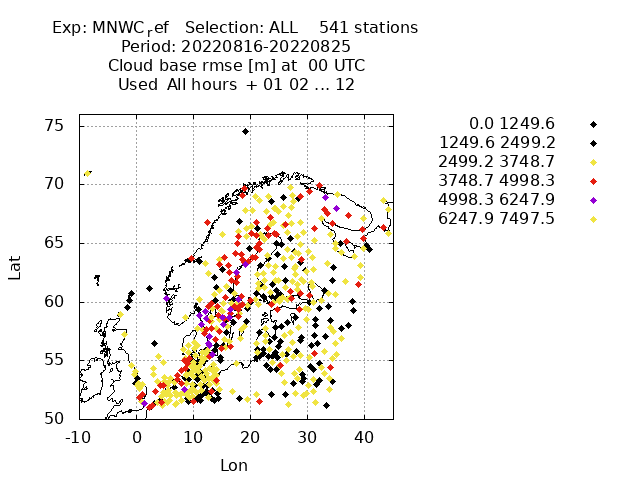 Exp: MNWCref   Selection: ALL    541 stations
Period: 20220816-20220825
Cloud base rmse [m] at  00 UTC
Used  All hours  + 01 02 ... 12
0.0 1249.6
1249.6 2499.2
2499.2 3748.7
3748.7 4998.3
4998.3 6247.9
6247.9 7497.5
75
70
65
60
55
50
Lat
-10 0 10 20 30 40
Lon